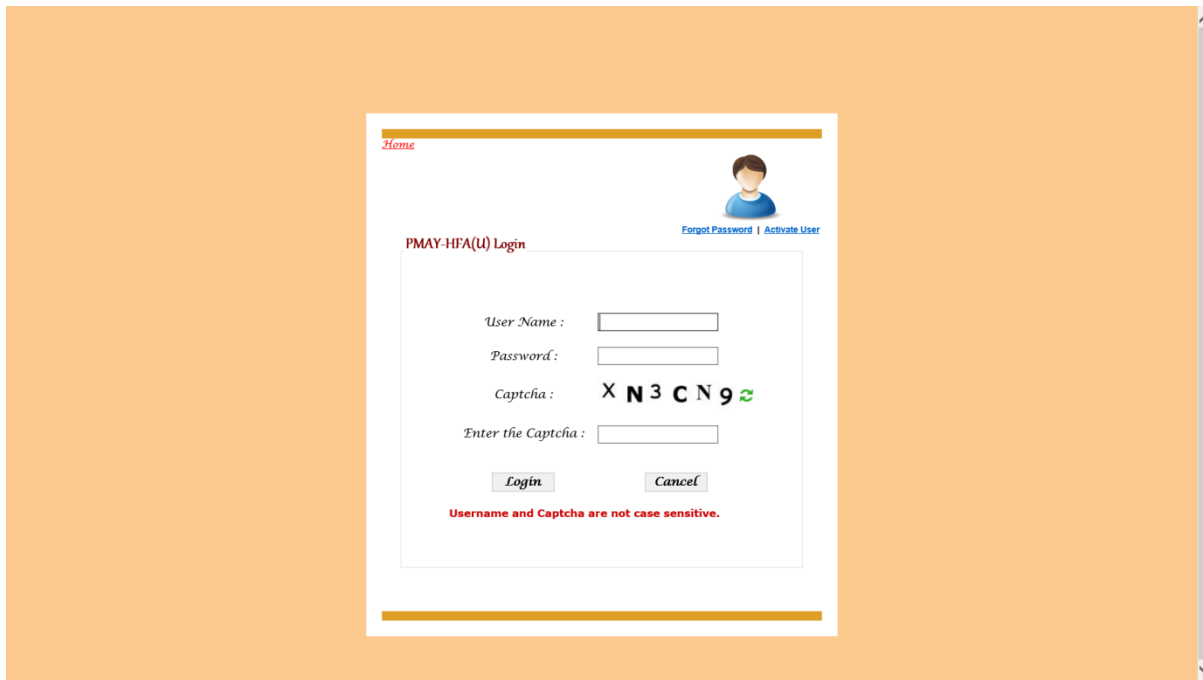 Home
Forgot Password | Activate User
PMAY-HFA(U) Login
User Name :
Password :
Captcha : X N 3 C N 9
Enter the Captcha :
Login Cancel
Username and Captcha are not case sensitive.